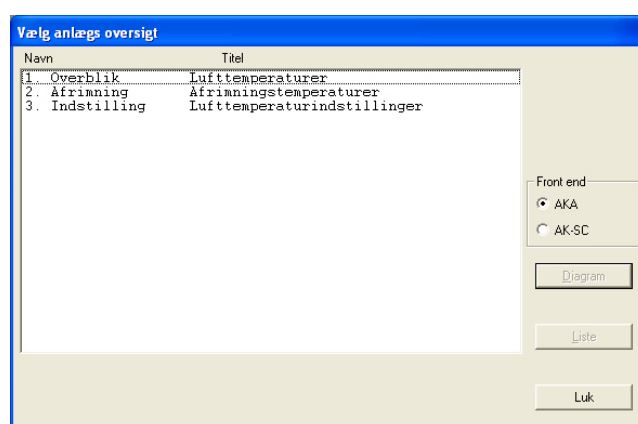 Vælg anlægs oversigt
Navn Titel
1. Overblik Lufttemperaturer
2. Afrimning Afrimningstemperaturer
3. Indstilling Lufttemperaturindstillinger
Front end
AKA
AK-SC
Diagram
Liste
Luk